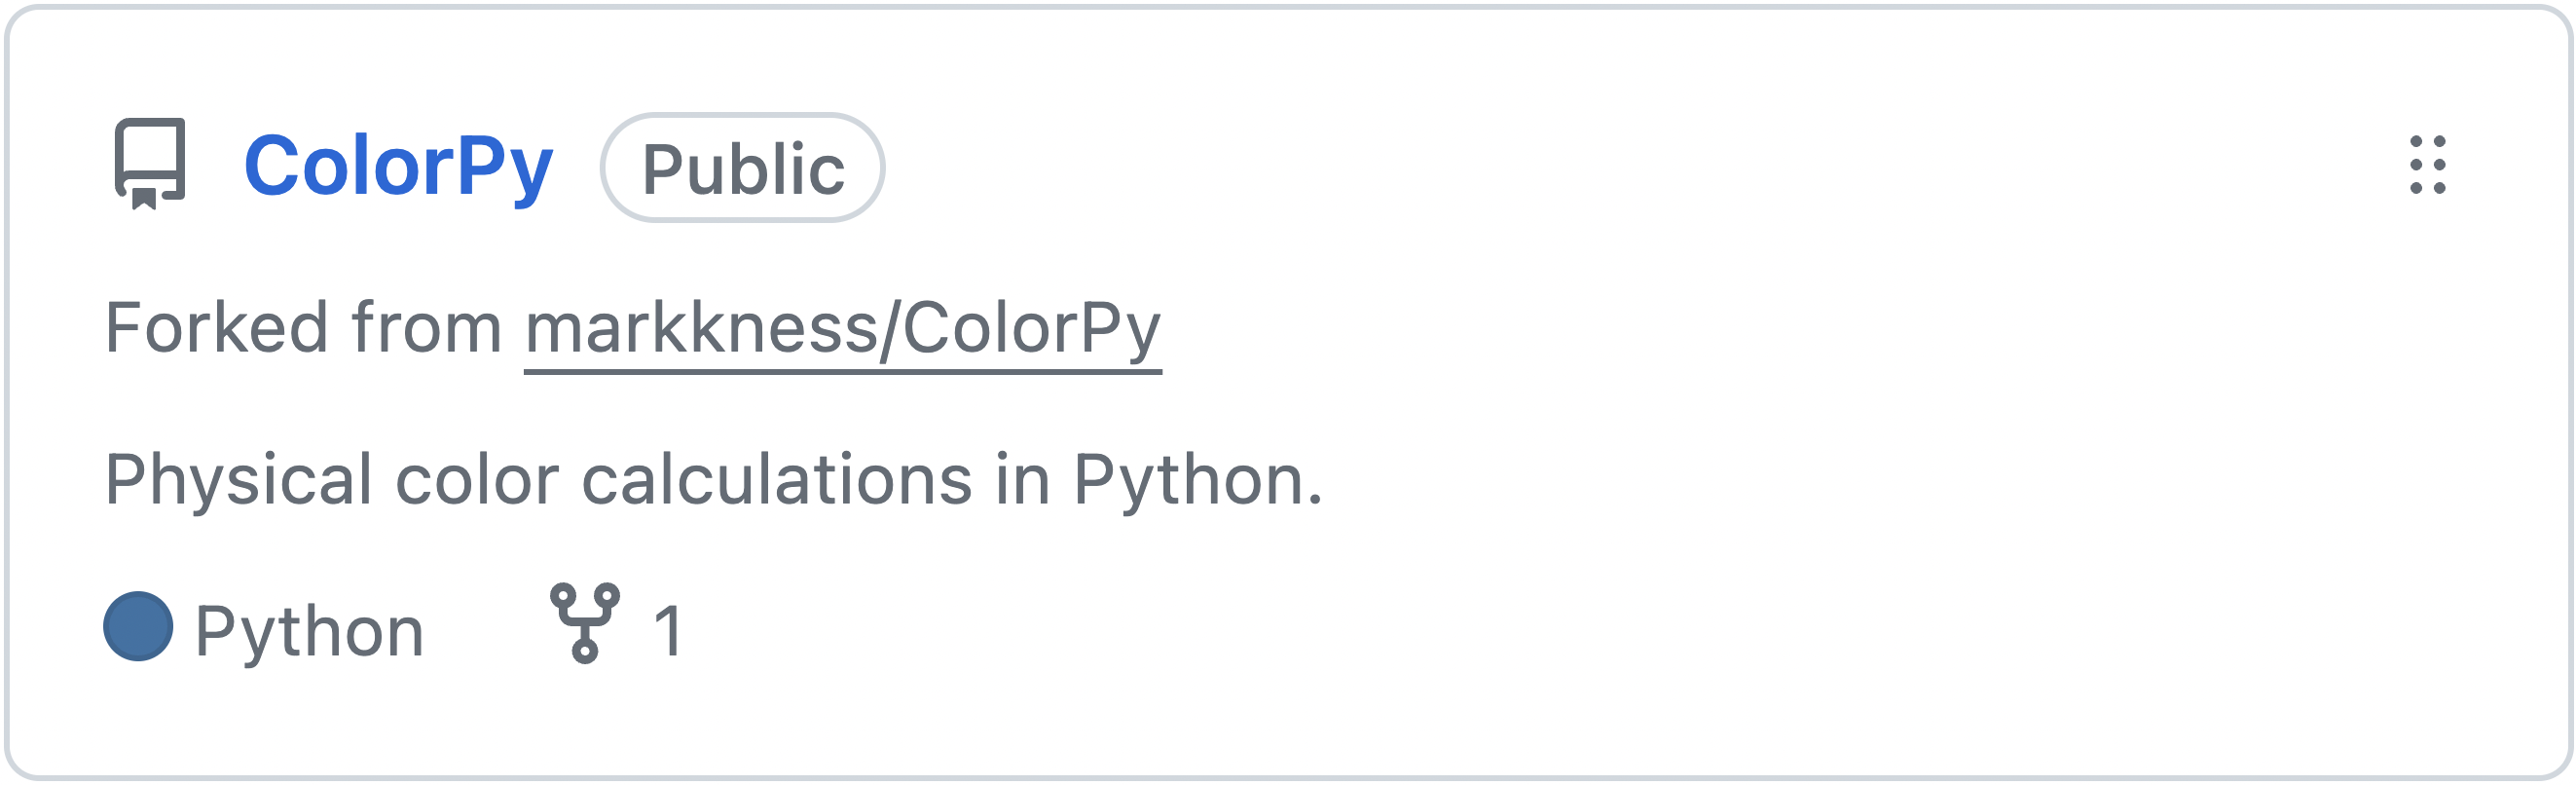 ColorPy Public
Forked from markkness/ColorPy
Physical color calculations in Python.
Python 1